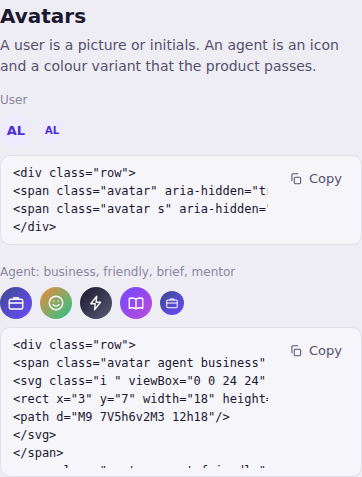 Avatars
A user is a picture or initials. An agent is an icon
and a colour variant that the product passes.
User
AL AL
<div class="row">
Copy
<span class="avatar" aria-hidden="t
<span class="avatar s" aria-hidden=
</div>
Agent: business, friendly, brief, mentor
<div class="row">
Copy
<span class="avatar agent business"
<svg class="i " viewBox="0 0 24 24"
<rect x="3" y="7" width="18" height=
<path d="M9 7V5h6v2M3 12h18"/>
</svg>
</span>